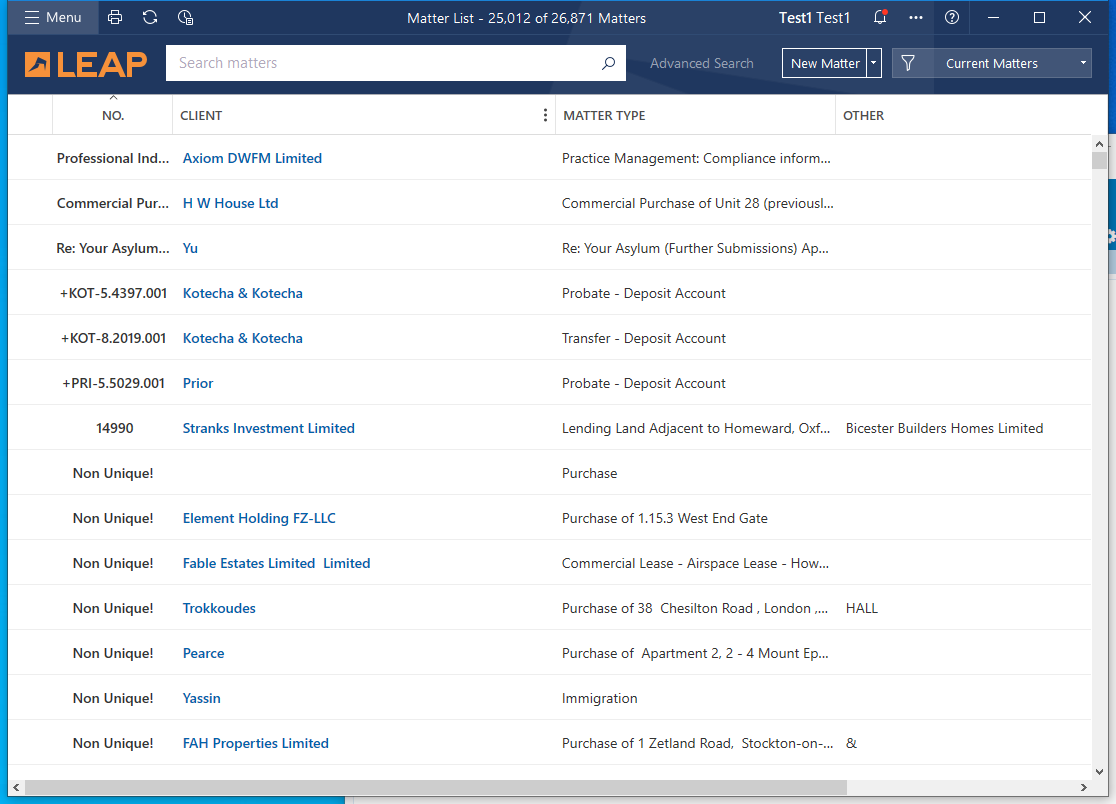 Menu Matter List - 25,012 of 26,871 Matters Test1 Test1
LEAP Search matters Advanced Search New Matter Current Matters
NO. CLIENT MATTER TYPE OTHER
Professional Ind... Axiom DWFM Limited Practice Management: Compliance inform...
Commercial Pur... H W House Ltd Commercial Purchase of Unit 28 (previousl...
Re: Your Asylum... Yu Re: Your Asylum (Further Submissions) Ap...
+KOT-5.4397.001 Kotecha & Kotecha Probate - Deposit Account
+KOT-8.2019.001 Kotecha & Kotecha Transfer - Deposit Account
+PRI-5.5029.001 Prior Probate - Deposit Account
14990 Stranks Investment Limited Lending Land Adjacent to Homeward, Oxf... Bicester Builders Homes Limited
Non Unique! Purchase
Non Unique! Element Holding FZ-LLC Purchase of 1.15.3 West End Gate
Non Unique! Fable Estates Limited  Limited Commercial Lease - Airspace Lease - How...
Non Unique! Trokkoudes Purchase of 38  Chesilton Road , London ,... HALL
Non Unique! Pearce Purchase of  Apartment 2, 2 - 4 Mount Ep...
Non Unique! Yassin Immigration
Non Unique! FAH Properties Limited Purchase of 1 Zetland Road,  Stockton-on-... &